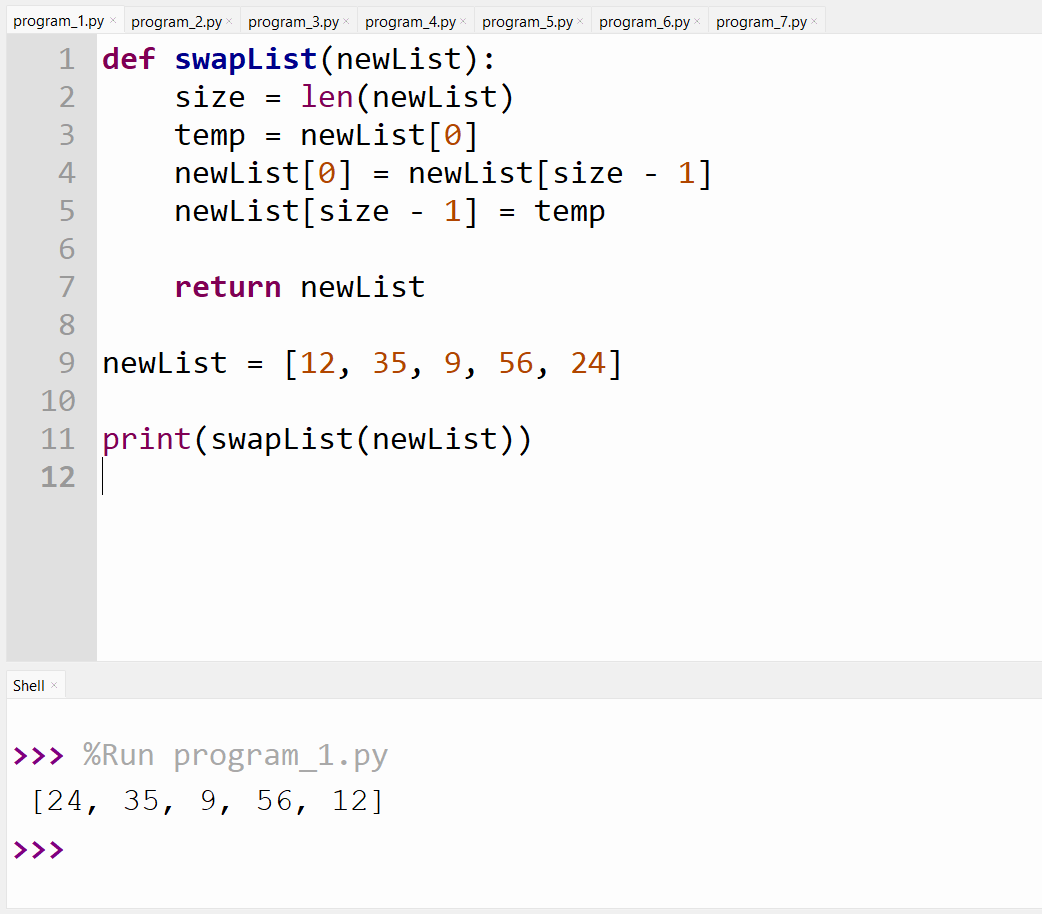 program_1.py × program_2.py × program_3.py × program_4.py × program_5.py × program_6.py × program_7.py ×
1 def swapList(newList):
2     size = len(newList)
3     temp = newList[0]
4     newList[0] = newList[size - 1]
5     newList[size - 1] = temp
6
7     return newList
8
9 newList = [12, 35, 9, 56, 24]
10
11 print(swapList(newList))
12
Shell ×
>>> %Run program_1.py
[24, 35, 9, 56, 12]
>>>